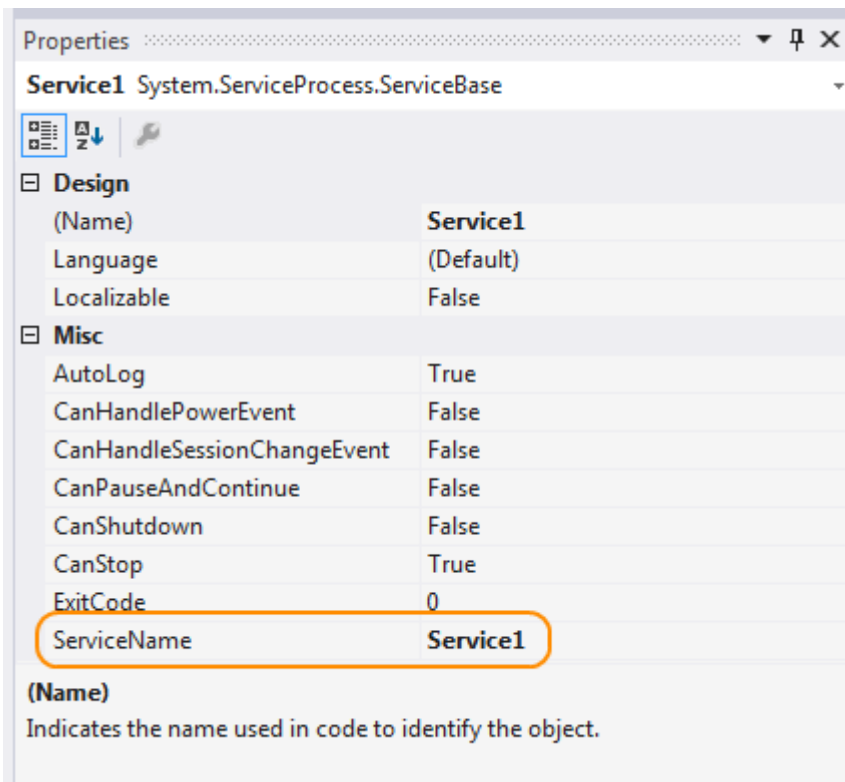 Properties
Service1 System.ServiceProcess.ServiceBase
Design
(Name) Service1
Language (Default)
Localizable False
Misc
AutoLog True
CanHandlePowerEvent False
CanHandleSessionChangeEvent False
CanPauseAndContinue False
CanShutdown False
CanStop True
ExitCode 0
ServiceName Service1
(Name)
Indicates the name used in code to identify the object.